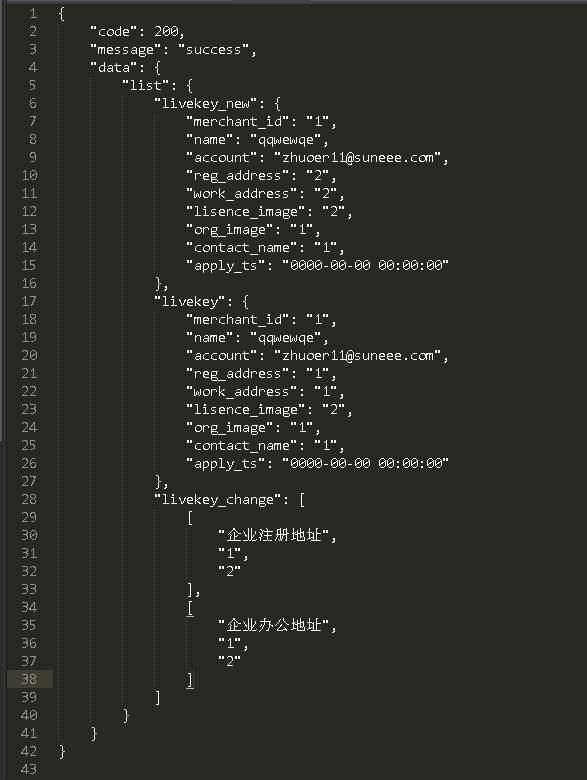 1 {
2     "code": 200,
3     "message": "success",
4     "data": {
5         "list": {
6             "livekey_new": {
7                 "merchant_id": "1",
8                 "name": "qqwewqe",
9                 "account": "zhuoer11@suneee.com",
10                 "reg_address": "2",
11                 "work_address": "2",
12                 "lisence_image": "2",
13                 "org_image": "1",
14                 "contact_name": "1",
15                 "apply_ts": "0000-00-00 00:00:00"
16             },
17             "livekey": {
18                 "merchant_id": "1",
19                 "name": "qqwewqe",
20                 "account": "zhuoer11@suneee.com",
21                 "reg_address": "1",
22                 "work_address": "1",
23                 "lisence_image": "2",
24                 "org_image": "1",
25                 "contact_name": "1",
26                 "apply_ts": "0000-00-00 00:00:00"
27             },
28             "livekey_change": [
29                 [
30                     "企业注册地址",
31                     "1",
32                     "2"
33                 ],
34                 [
35                     "企业办公地址",
36                     "1",
37                     "2"
38                 ]
39             ]
40         }
41     }
42 }
43